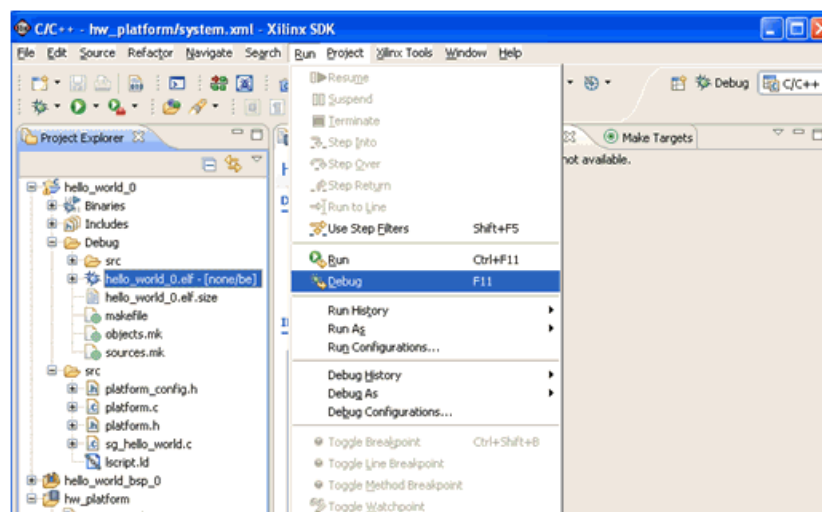 C/C++ - hw_platform/system.xml - Xilinx SDK
File Edit Source Refactor Navigate Search Run Project Xilinx Tools Window Help
Debug C/C++
Project Explorer
Make Targets
not available.
hello_world_0
Binaries
Includes
Debug
src
hello_world_0.elf - [none/be]
hello_world_0.elf.size
makefile
objects.mk
sources.mk
src
platform_config.h
platform.c
platform.h
sg_hello_world.c
lscript.ld
hello_world_bsp_0
hw_platform
Resume
Suspend
Terminate
Step Into
Step Over
Step Return
Run to Line
Use Step Filters Shift+F5
Run Ctrl+F11
Debug F11
Run History
Run As
Run Configurations...
Debug History
Debug As
Debug Configurations...
Toggle Breakpoint Ctrl+Shift+B
Toggle Line Breakpoint
Toggle Method Breakpoint
Toggle Watchpoint